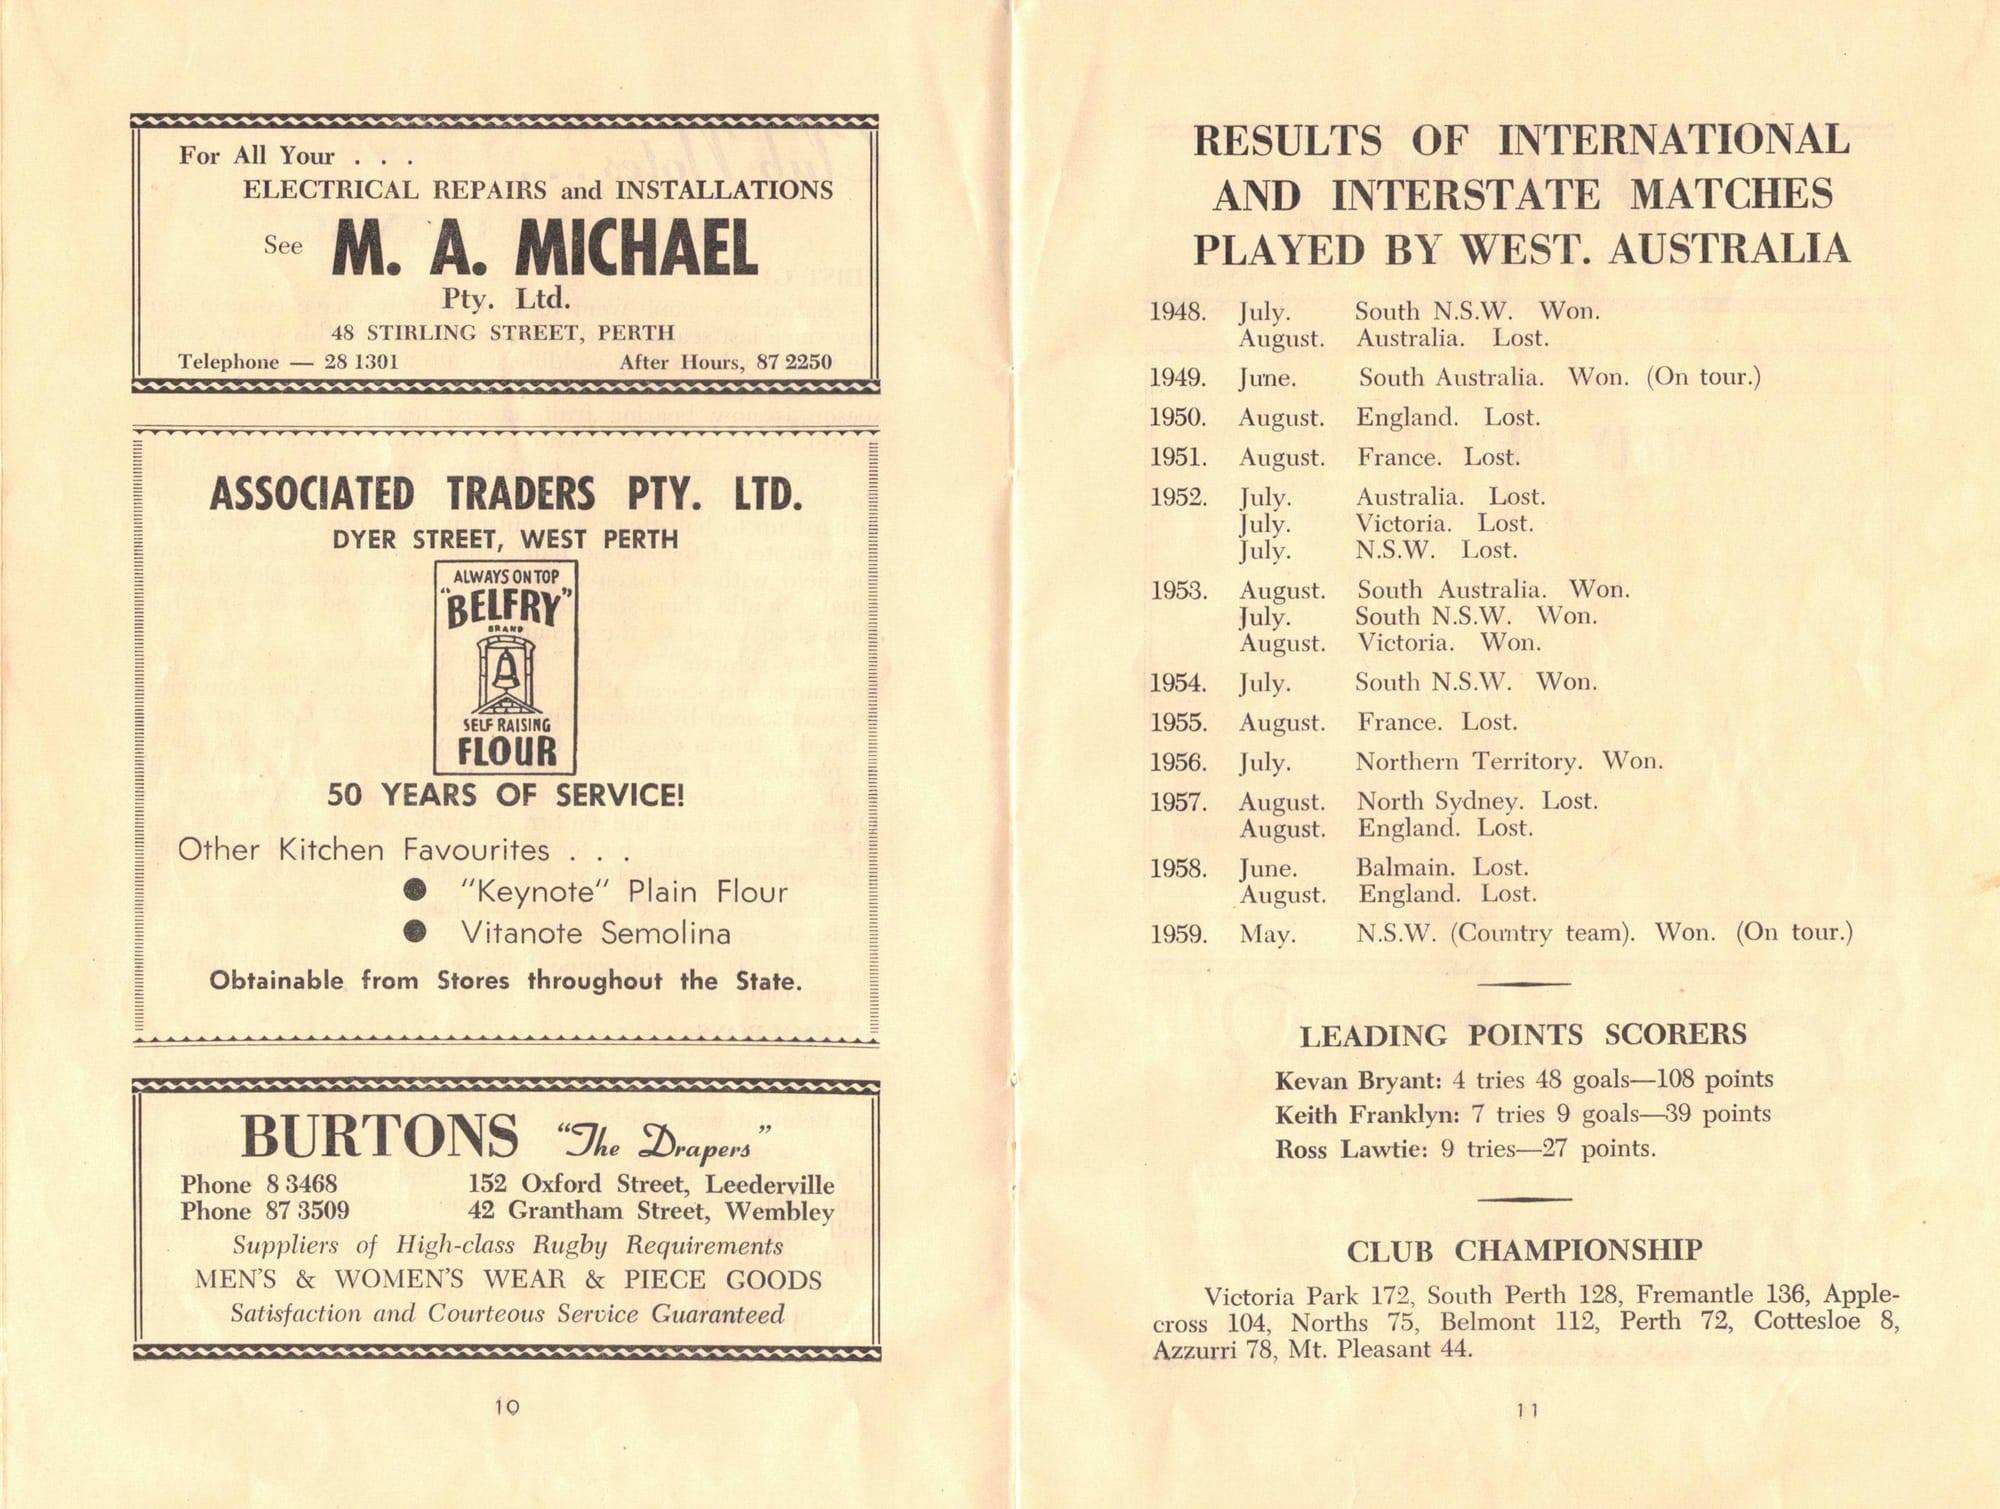 For All Your . . .
ELECTRICAL REPAIRS and INSTALLATIONS
See M. A. MICHAEL
Pty. Ltd.
48 STIRLING STREET, PERTH
Telephone — 28 1301 After Hours, 87 2250
ASSOCIATED TRADERS PTY. LTD.
DYER STREET, WEST PERTH
ALWAYS ON TOP
"BELFRY"
BRAND
SELF RAISING
FLOUR
50 YEARS OF SERVICE!
Other Kitchen Favourites . . .
● "Keynote" Plain Flour
● Vitanote Semolina
Obtainable from Stores throughout the State.
BURTONS "The Drapers"
Phone 8 3468 152 Oxford Street, Leederville
Phone 87 3509 42 Grantham Street, Wembley
Suppliers of High-class Rugby Requirements
MEN'S & WOMEN'S WEAR & PIECE GOODS
Satisfaction and Courteous Service Guaranteed
10
RESULTS OF INTERNATIONAL
AND INTERSTATE MATCHES
PLAYED BY WEST. AUSTRALIA
1948. July. South N.S.W. Won.
August. Australia. Lost.
1949. June. South Australia. Won. (On tour.)
1950. August. England. Lost.
1951. August. France. Lost.
1952. July. Australia. Lost.
July. Victoria. Lost.
July. N.S.W. Lost.
1953. August. South Australia. Won.
July. South N.S.W. Won.
August. Victoria. Won.
1954. July. South N.S.W. Won.
1955. August. France. Lost.
1956. July. Northern Territory. Won.
1957. August. North Sydney. Lost.
August. England. Lost.
1958. June. Balmain. Lost.
August. England. Lost.
1959. May. N.S.W. (Country team). Won. (On tour.)
LEADING POINTS SCORERS
Kevan Bryant: 4 tries 48 goals—108 points
Keith Franklyn: 7 tries 9 goals—39 points
Ross Lawtie: 9 tries—27 points.
CLUB CHAMPIONSHIP
Victoria Park 172, South Perth 128, Fremantle 136, Apple-
cross 104, Norths 75, Belmont 112, Perth 72, Cottesloe 8,
Azzurri 78, Mt. Pleasant 44.
11